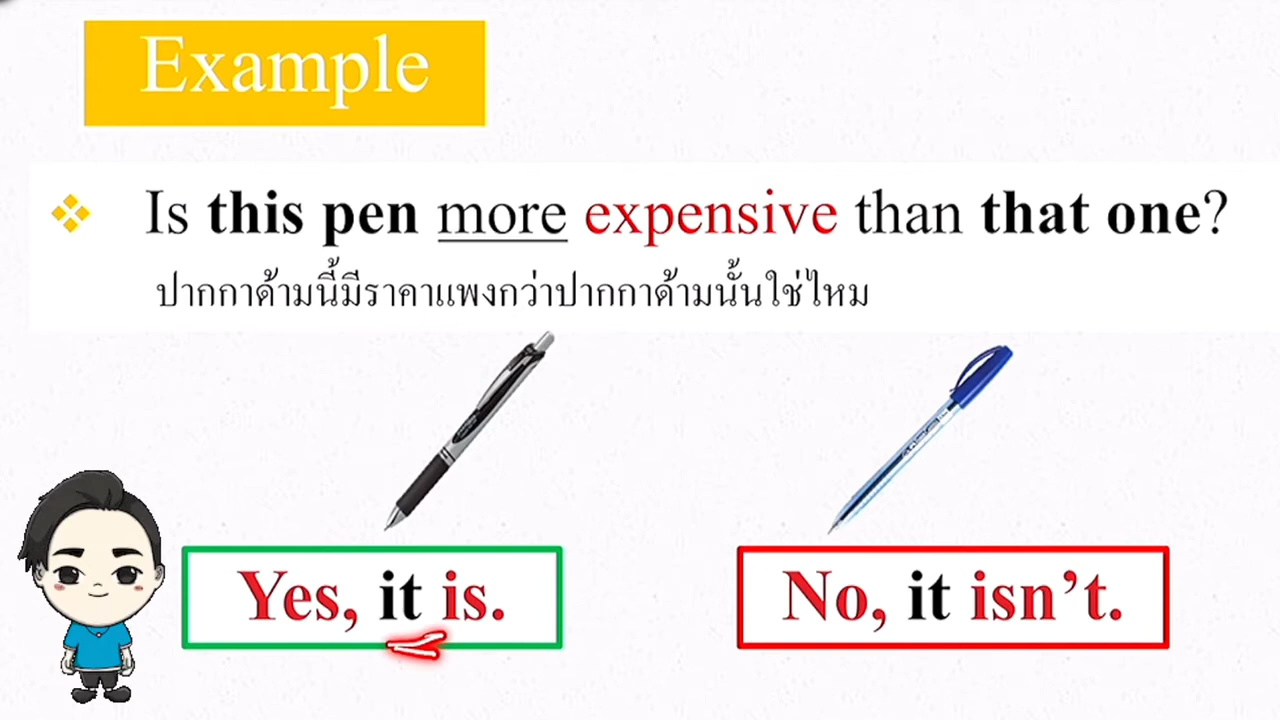 Example
Is this pen more expensive than that one?
ปากกาด้ามนี้มีราคาแพงกว่าปากกาด้ามนั้นใช่ไหม
Yes, it is.
No, it isn’t.